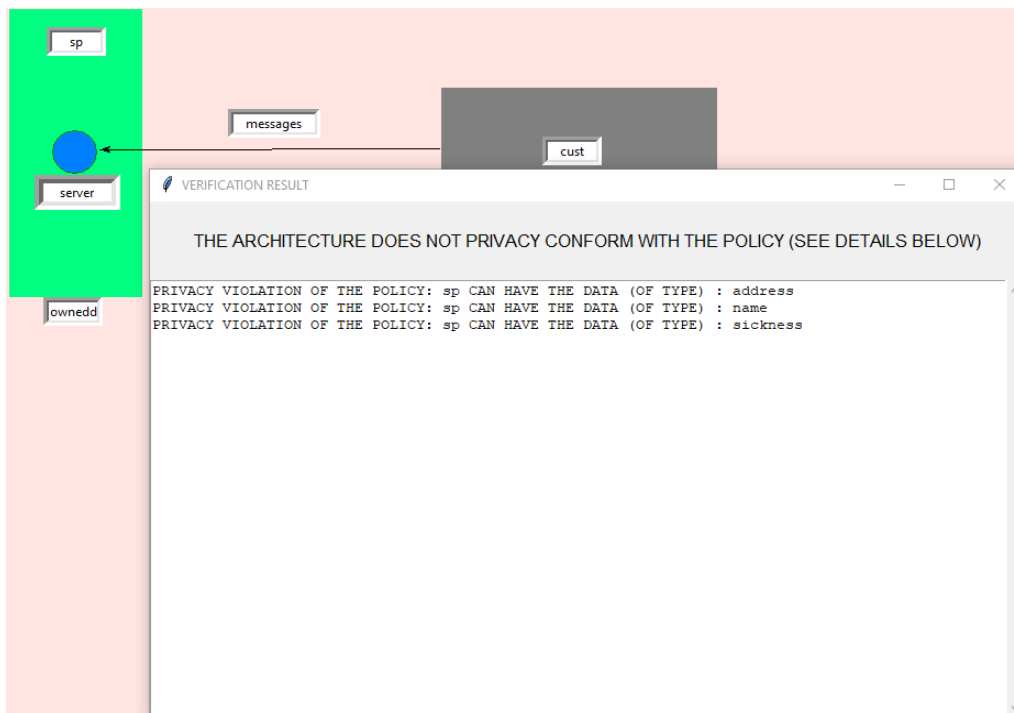 sp
messages
cust
server
VERIFICATION RESULT
THE ARCHITECTURE DOES NOT PRIVACY CONFORM WITH THE POLICY (SEE DETAILS BELOW)
PRIVACY VIOLATION OF THE POLICY: sp CAN HAVE THE DATA (OF TYPE) : address
PRIVACY VIOLATION OF THE POLICY: sp CAN HAVE THE DATA (OF TYPE) : name
PRIVACY VIOLATION OF THE POLICY: sp CAN HAVE THE DATA (OF TYPE) : sickness
ownedd